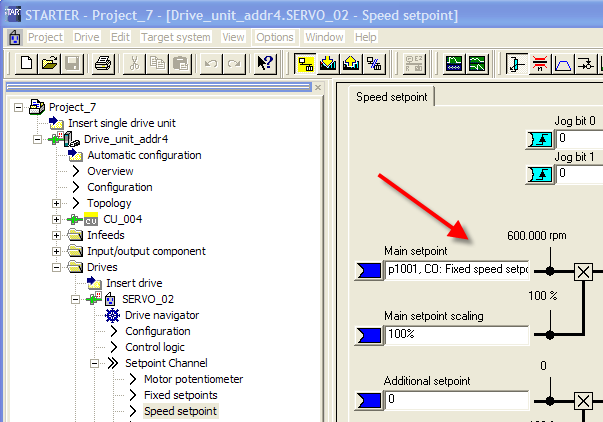 STARTER - Project_7 - [Drive_unit_addr4.SERVO_02 - Speed setpoint]
Project Drive Edit Target system View Options Window Help
Project_7
Insert single drive unit
Drive_unit_addr4
Automatic configuration
Overview
Configuration
Topology
CU_004
Infeeds
Input/output component
Drives
Insert drive
SERVO_02
Drive navigator
Configuration
Control logic
Setpoint Channel
Motor potentiometer
Fixed setpoints
Speed setpoint
Speed setpoint
Jog bit 0
0
Jog bit 1
0
600.000 rpm
Main setpoint
p1001, CO: Fixed speed setpo
100 %
Main setpoint scaling
100%
0
Additional setpoint
0